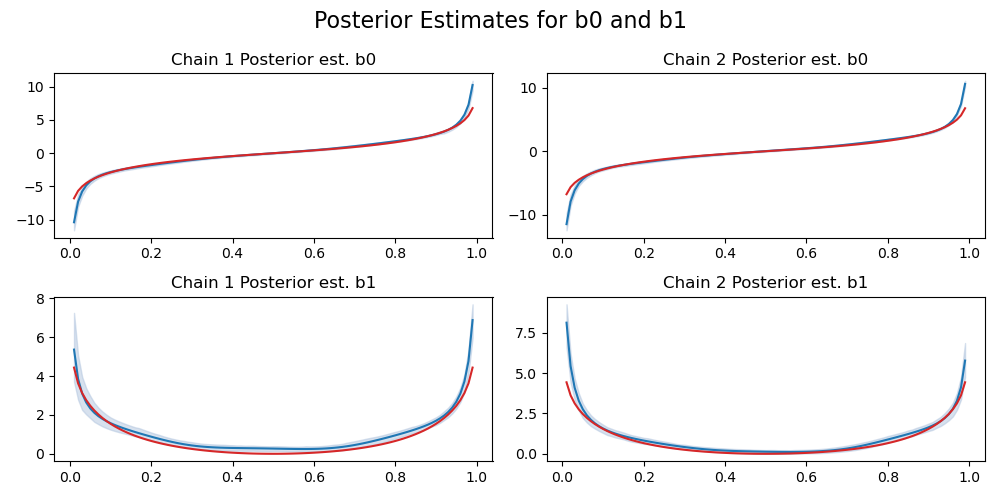 Posterior Estimates for b0 and b1
Chain 1 Posterior est. b0
10
5
0
−5
−10
0.0 0.2 0.4 0.6 0.8 1.0
Chain 2 Posterior est. b0
10
0
−10
0.0 0.2 0.4 0.6 0.8 1.0
Chain 1 Posterior est. b1
8
6
4
2
0
0.0 0.2 0.4 0.6 0.8 1.0
Chain 2 Posterior est. b1
7.5
5.0
2.5
0.0
0.0 0.2 0.4 0.6 0.8 1.0